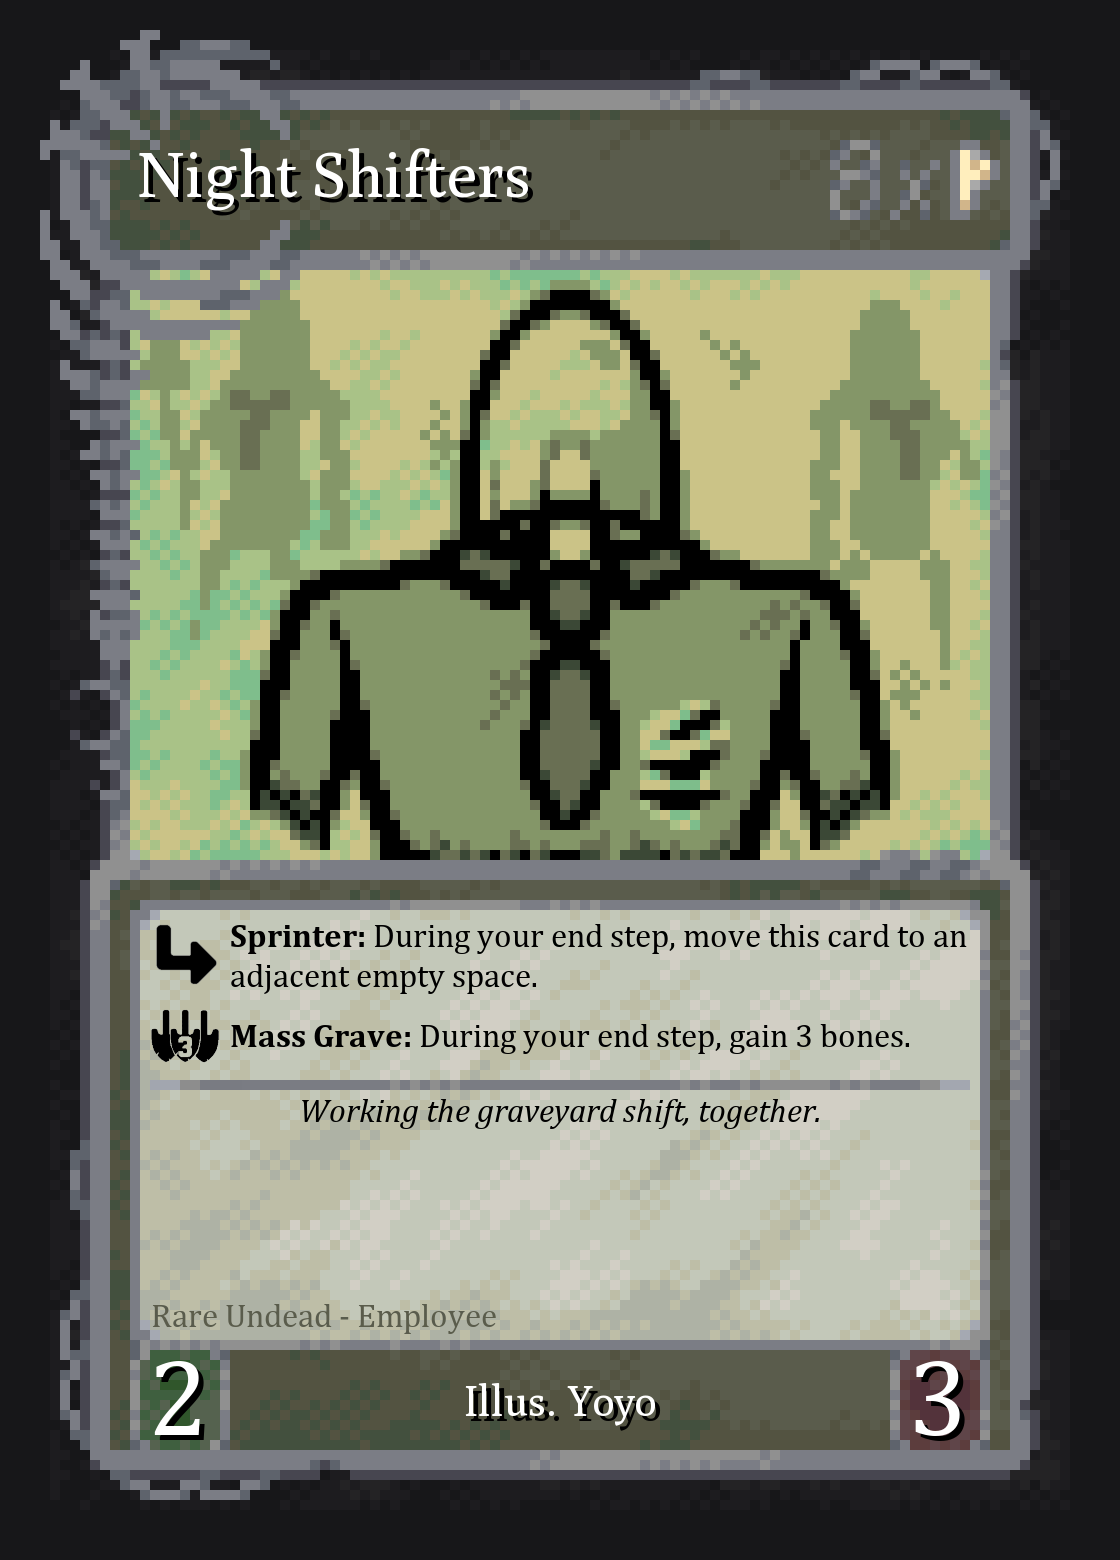 Night Shifters 8x
Sprinter: During your end step, move this card to an
adjacent empty space.
3 Mass Grave: During your end step, gain 3 bones.
Working the graveyard shift, together.
Rare Undead - Employee
2 Illus. Yoyo 3